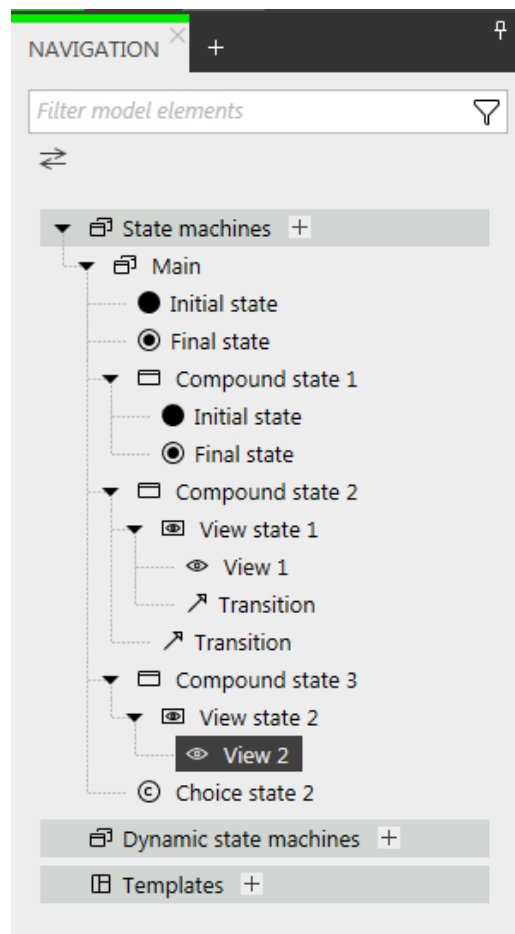 NAVIGATION
Filter model elements
State machines
Main
Initial state
Final state
Compound state 1
Initial state
Final state
Compound state 2
View state 1
View 1
Transition
Transition
Compound state 3
View state 2
View 2
Choice state 2
Dynamic state machines
Templates